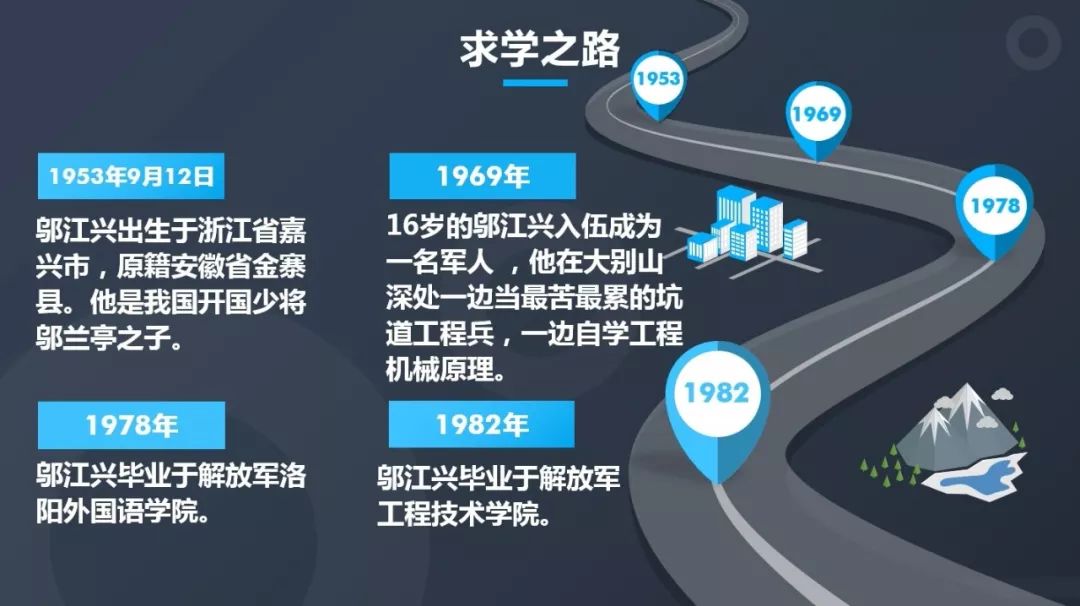 求学之路
1953年9月12日
邬江兴出生于浙江省嘉
兴市，原籍安徽省金寨
县。他是我国开国少将
邬兰亭之子。
1969年
16岁的邬江兴入伍成为
一名军人 ，他在大别山
深处一边当最苦最累的坑
道工程兵，一边自学工程
机械原理。
1978年
邬江兴毕业于解放军洛
阳外国语学院。
1982年
邬江兴毕业于解放军
工程技术学院。
1953
1969
1978
1982